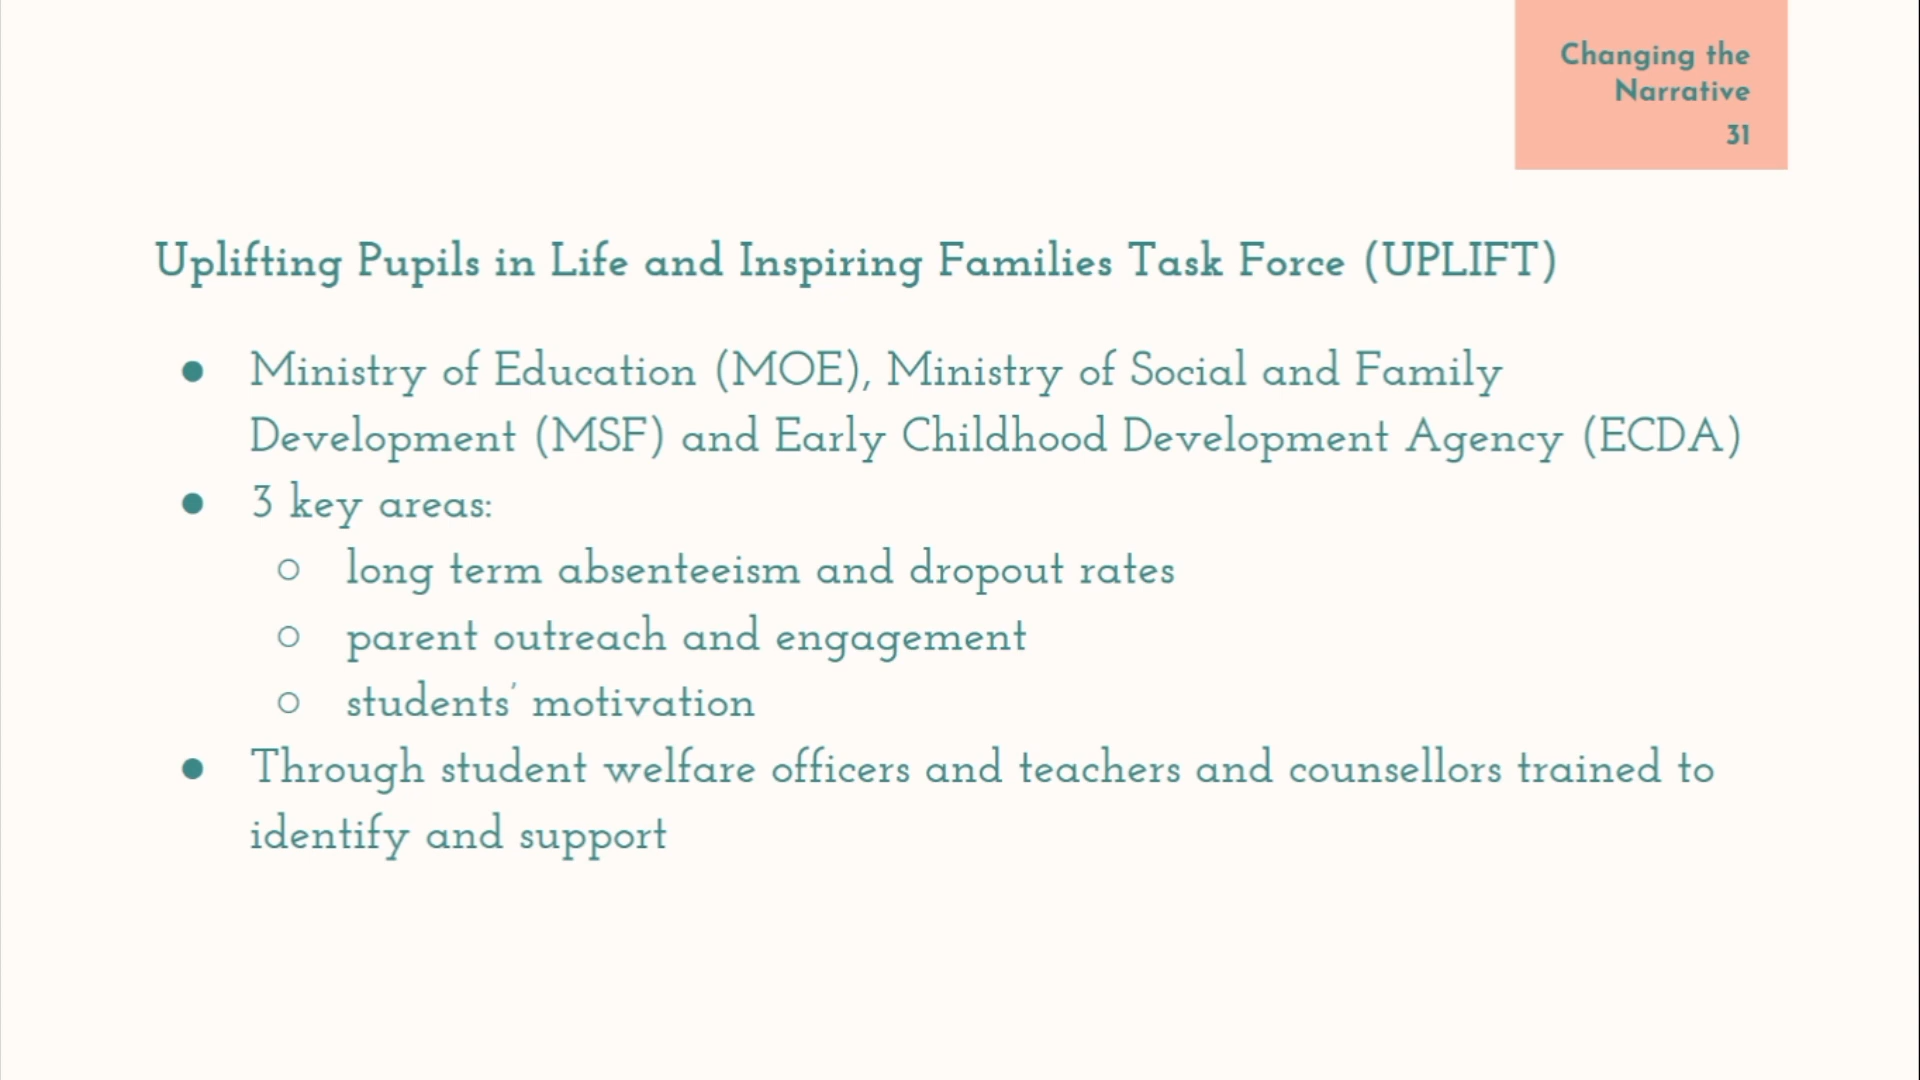 Changing the
Narrative
31
Uplifting Pupils in Life and Inspiring Families Task Force (UPLIFT)
● Ministry of Education (MOE), Ministry of Social and Family
Development (MSF) and Early Childhood Development Agency (ECDA)
● 3 key areas:
○ long term absenteeism and dropout rates
○ parent outreach and engagement
○ students' motivation
● Through student welfare officers and teachers and counsellors trained to
identify and support